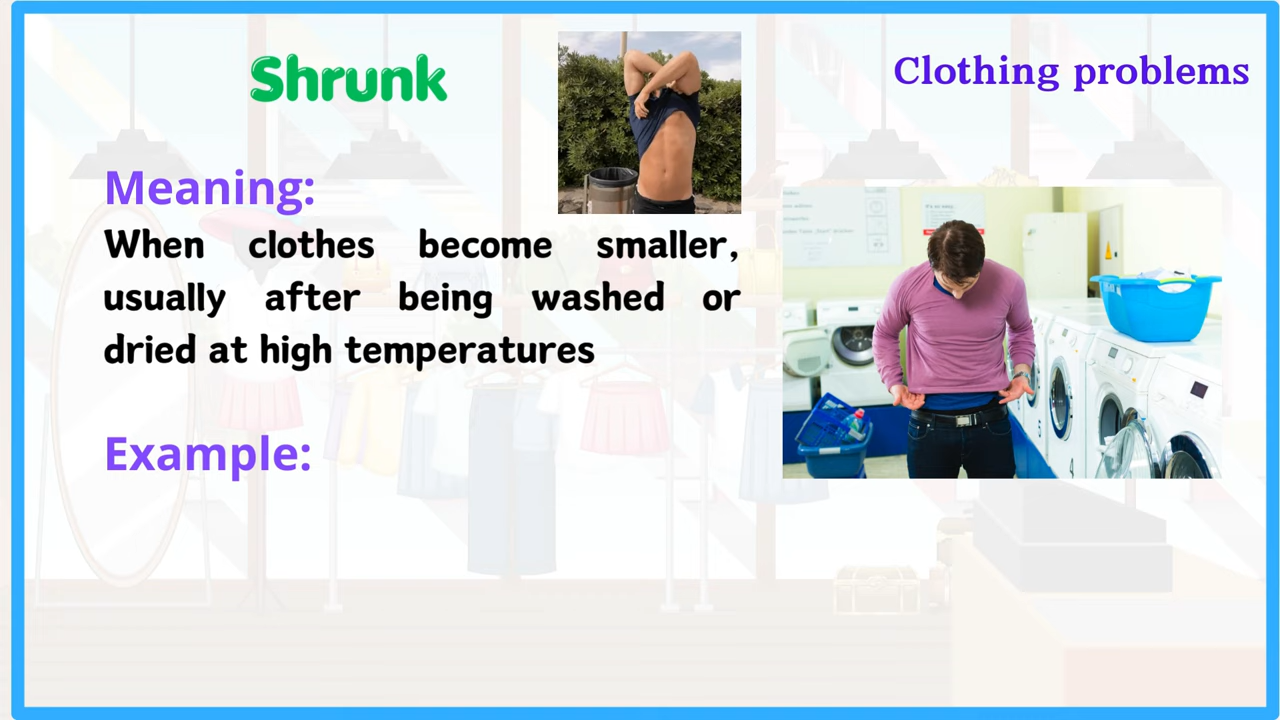 Shrunk
Clothing problems
Meaning:
When clothes become smaller,
usually after being washed or
dried at high temperatures
Example: